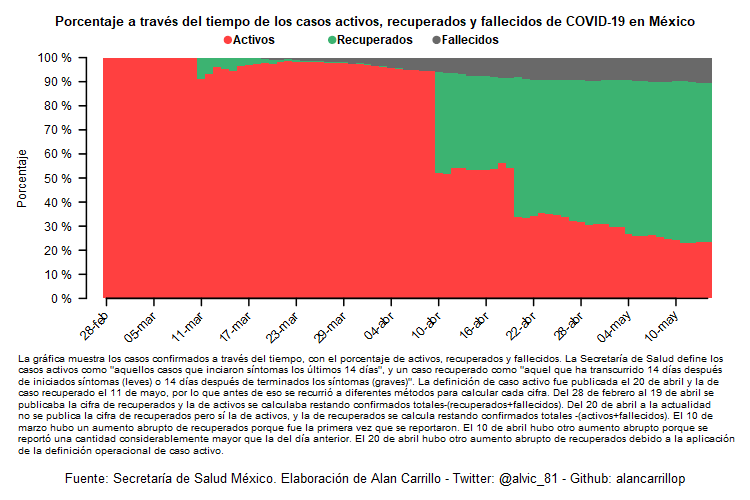 Porcentaje a través del tiempo de los casos activos, recuperados y fallecidos de COVID-19 en México
Activos Recuperados Fallecidos
Porcentaje
100 %
90 %
80 %
70 %
60 %
50 %
40 %
30 %
20 %
10 %
0 %
28-feb
05-mar
11-mar
17-mar
23-mar
29-mar
04-abr
10-abr
16-abr
22-abr
28-abr
04-may
10-may
La gráfica muestra los casos confirmados a través del tiempo, con el porcentaje de activos, recuperados y fallecidos. La Secretaría de Salud define los
casos activos como "aquellos casos que inciaron síntomas los últimos 14 días", y un caso recuperado como "aquel que ha transcurrido 14 días después
de iniciados síntomas (leves) o 14 días después de terminados los síntomas (graves)". La definición de caso activo fue publicada el 20 de abril y la de
caso recuperado el 11 de mayo, por lo que antes de eso se recurrió a diferentes métodos para calcular cada cifra. Del 28 de febrero al 19 de abril se
publicaba la cifra de recuperados y la de activos se calculaba restando confirmados totales-(recuperados+fallecidos). Del 20 de abril a la actualidad
no se publica la cifra de recuperados pero sí la de activos, y la de recuperados se calcula restando confirmados totales -(activos+fallecidos). El 10 de
marzo hubo un aumento abrupto de recuperados porque fue la primera vez que se reportaron. El 10 de abril hubo otro aumento abrupto porque se
reportó una cantidad considerablemente mayor que la del día anterior. El 20 de abril hubo otro aumento abrupto de recuperados debido a la aplicación
de la definición operacional de caso activo.
Fuente: Secretaría de Salud México. Elaboración de Alan Carrillo - Twitter: @alvic_81 - Github: alancarrillop